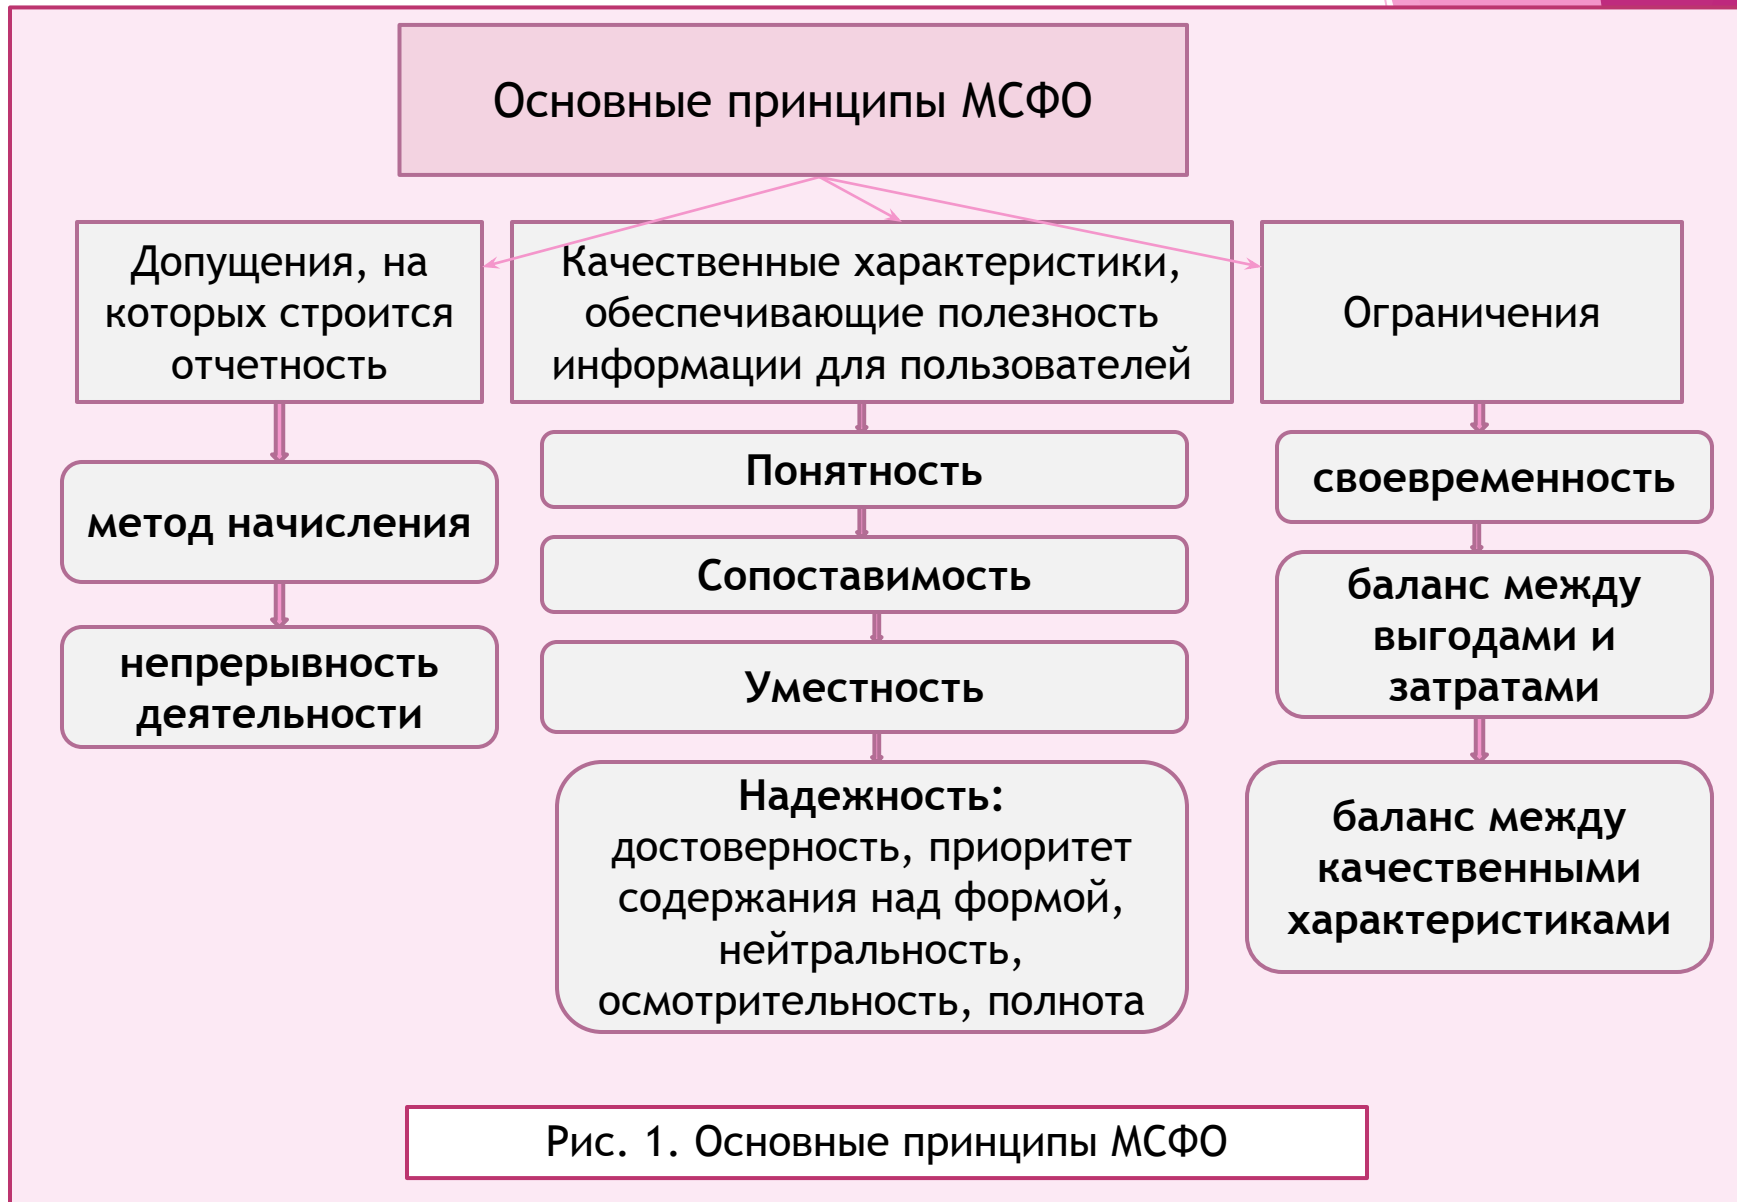 Основные принципы МСФО
Допущения, на
которых строится
отчетность
Качественные характеристики,
обеспечивающие полезность
информации для пользователей
Ограничения
метод начисления
непрерывность
деятельности
Понятность
Сопоставимость
Уместность
Надежность:
достоверность, приоритет
содержания над формой,
нейтральность,
осмотрительность, полнота
своевременность
баланс между
выгодами и
затратами
баланс между
качественными
характеристиками
Рис. 1. Основные принципы МСФО